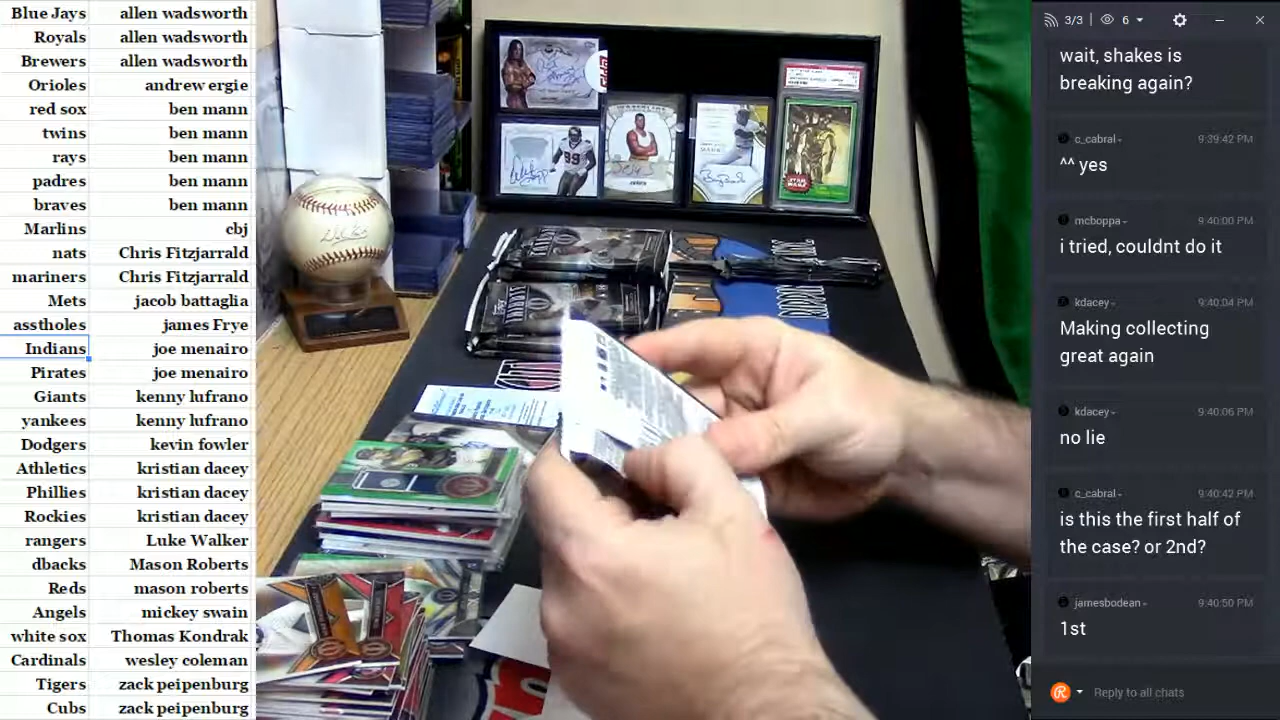 Blue Jays allen wadsworth
Royals allen wadsworth
Brewers allen wadsworth
Orioles andrew ergie
red sox ben mann
twins ben mann
rays ben mann
padres ben mann
braves ben mann
Marlins cbj
nats Chris Fitzjarrald
mariners Chris Fitzjarrald
Mets jacob battaglia
asstholes james Frye
Indians joe menairo
Pirates joe menairo
Giants kenny lufrano
yankees kenny lufrano
Dodgers kevin fowler
Athletics kristian dacey
Phillies kristian dacey
Rockies kristian dacey
rangers Luke Walker
dbacks Mason Roberts
Reds mason roberts
Angels mickey swain
white sox Thomas Kondrak
Cardinals wesley coleman
Tigers zack peipenburg
Cubs zack peipenburg
STAR
WARS
99
3/3 6
wait, shakes is
breaking again?
c_cabral 9:39:42 PM
^^ yes
mcboppa 9:40:00 PM
i tried, couldnt do it
kdacey 9:40:04 PM
Making collecting
great again
kdacey 9:40:06 PM
no lie
c_cabral 9:40:42 PM
is this the first half of
the case? or 2nd?
jamesbodean 9:40:50 PM
1st
Reply to all chats